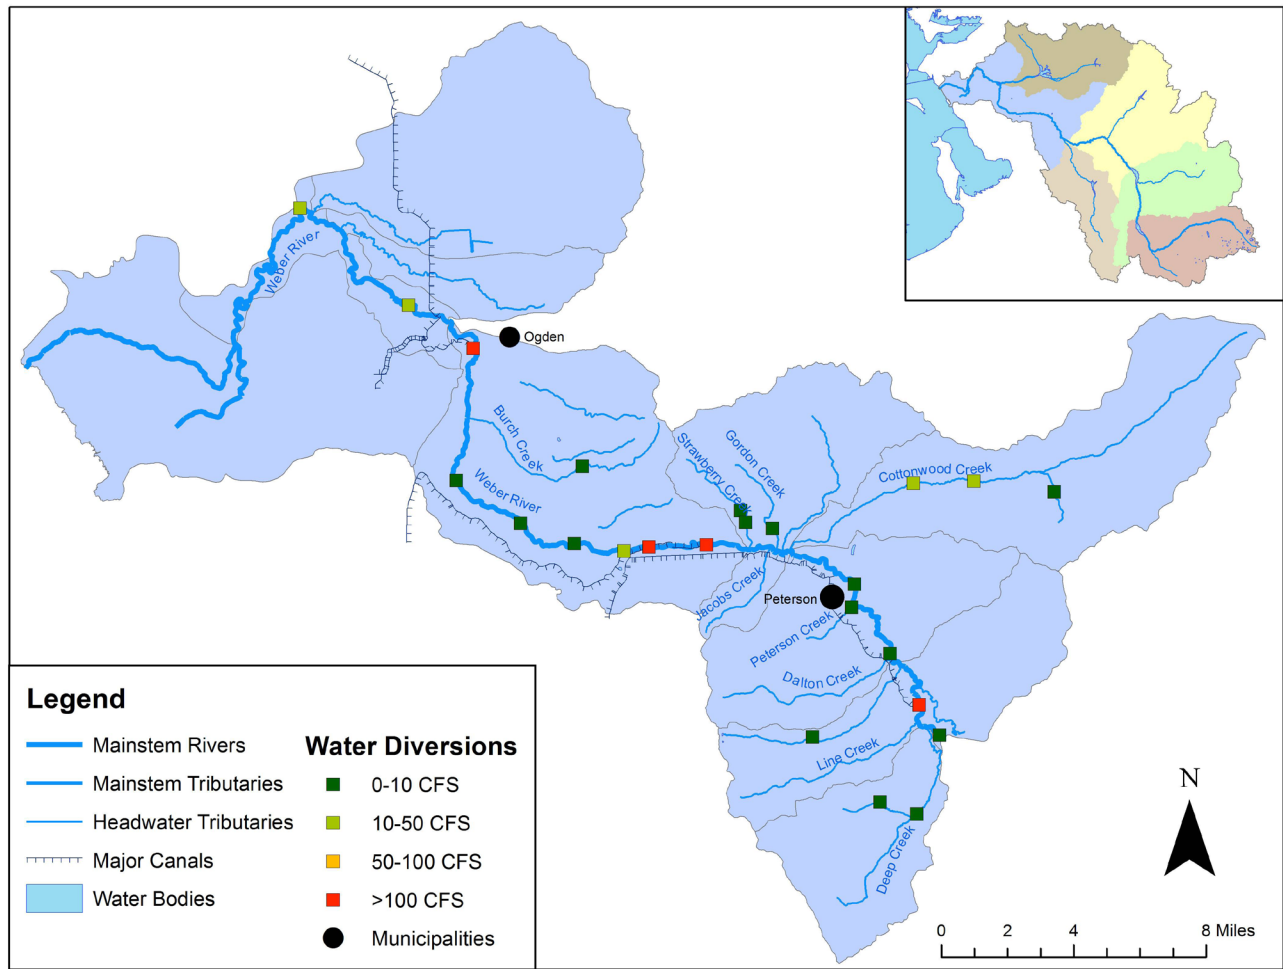 Weber River
Ogden
Burch Creek
Strawberry Creek
Gordon Creek
Cottonwood Creek
Weber River
Jacobs Creek
Peterson
Peterson Creek
Dalton Creek
Line Creek
Deep Creek
Legend
Mainstem Rivers
Mainstem Tributaries
Headwater Tributaries
Major Canals
Water Bodies
Water Diversions
0-10 CFS
10-50 CFS
50-100 CFS
>100 CFS
Municipalities
N
0 2 4 8 Miles